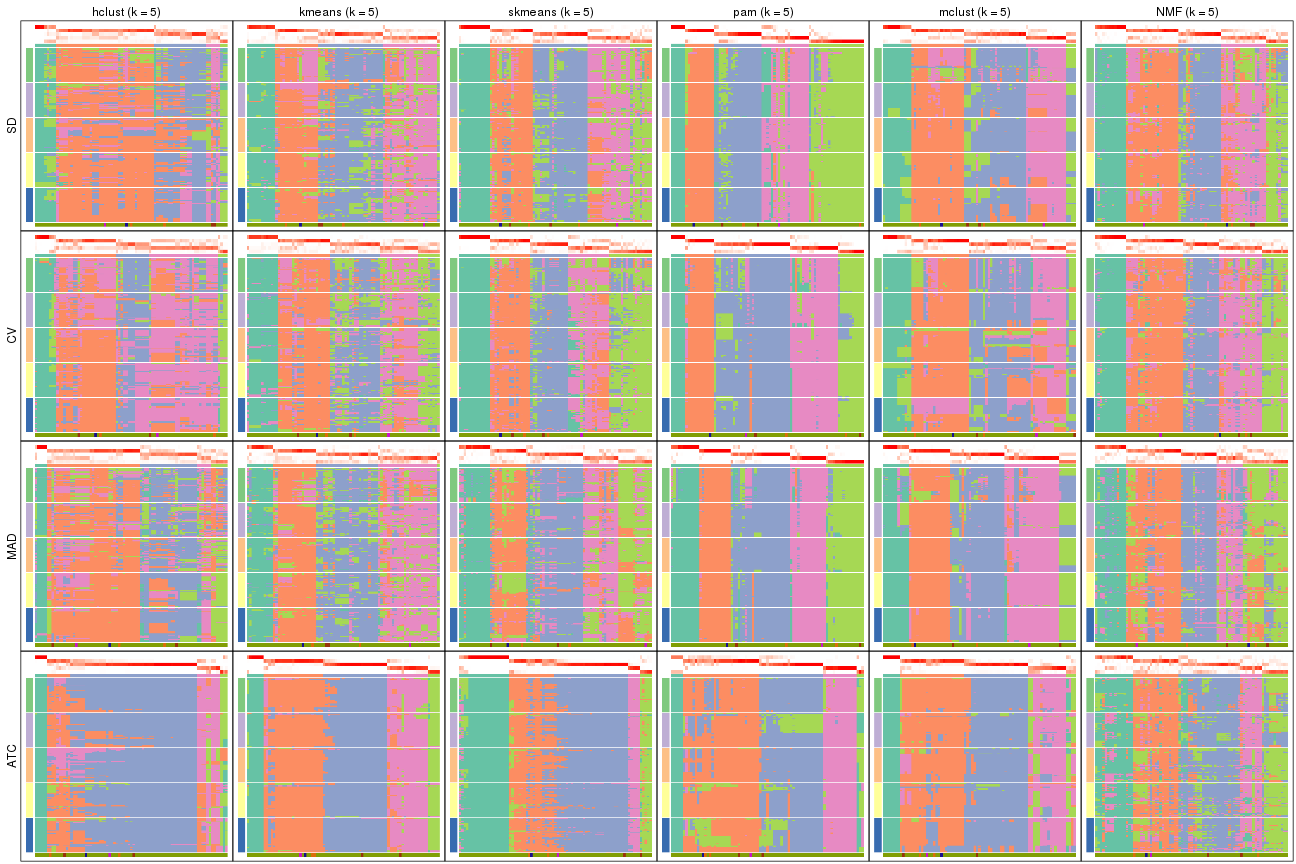 hclust (k = 5)
kmeans (k = 5)
skmeans (k = 5)
pam (k = 5)
mclust (k = 5)
NMF (k = 5)
SD
CV
MAD
ATC